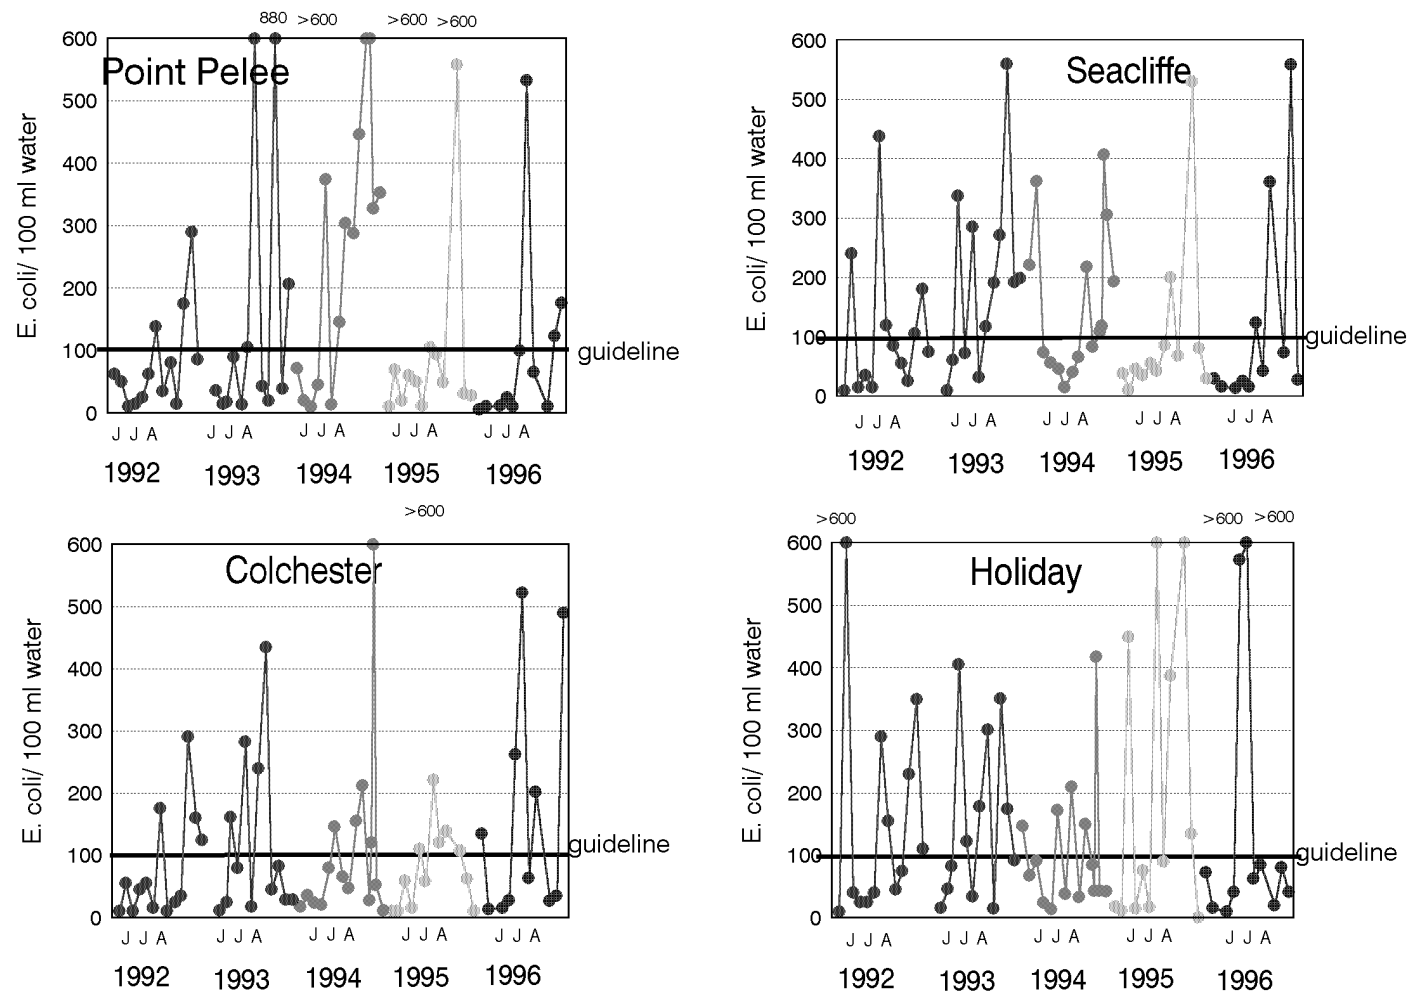 880 >600 >600 >600
Point Pelee
E. coli/ 100 ml water
600
500
400
300
200
100
0
guideline
J J A J J A J J A J J A J J A
1992 1993 1994 1995 1996
Seacliffe
E. coli/ 100 ml water
600
500
400
300
200
100
0
guideline
J J A J J A J J A J J A J J A
1992 1993 1994 1995 1996
>600
Colchester
E. coli/ 100 ml water
600
500
400
300
200
100
0
guideline
J J A J J A J J A J J A J J A
1992 1993 1994 1995 1996
>600 >600 >600
Holiday
E. coli/ 100 ml water
600
500
400
300
200
100
0
guideline
J J A J J A J J A J J A J J A
1992 1993 1994 1995 1996